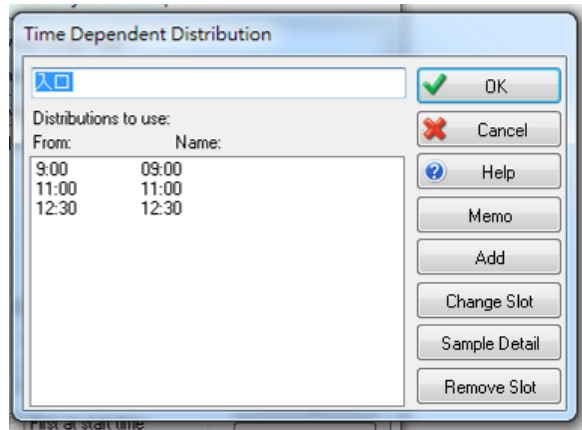 Time Dependent Distribution
入口
OK
Distributions to use:
Cancel
From: Name:
9:00 09:00
Help
11:00 11:00
12:30 12:30
Memo
Add
Change Slot
Sample Detail
Remove Slot
First at start time